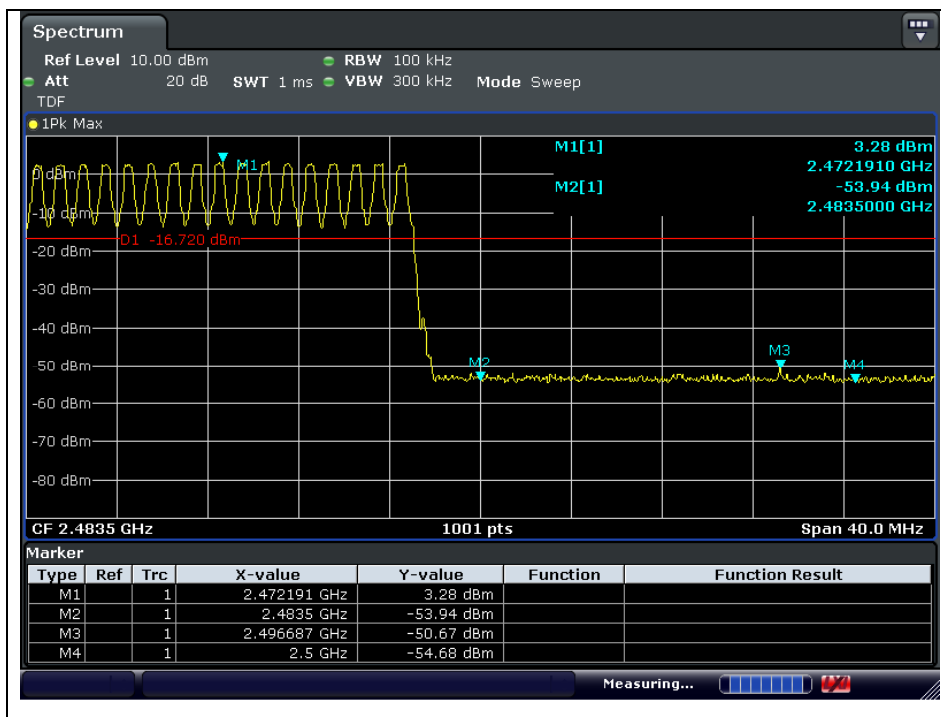 Spectrum
Ref Level 10.00 dBm RBW 100 kHz
Att 20 dB SWT 1 ms VBW 300 kHz Mode Sweep
TDF
1Pk Max
M1[1] 3.28 dBm
2.4721910 GHz
M2[1] -53.94 dBm
2.4835000 GHz
M1
0 dBm
-10 dBm
D1 -16.720 dBm
-20 dBm
-30 dBm
-40 dBm
M3
50 dBm
M2
M4
-60 dBm
-70 dBm
-80 dBm
CF 2.4835 GHz 1001 pts Span 40.0 MHz
Marker
Type Ref Trc X-value Y-value Function Function Result
M1 1 2.472191 GHz 3.28 dBm
M2 1 2.4835 GHz -53.94 dBm
M3 1 2.496687 GHz -50.67 dBm
M4 1 2.5 GHz -54.68 dBm
Measuring...